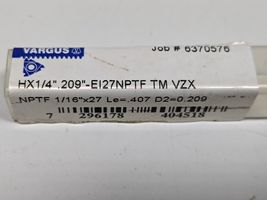 VARGUS
Job # 6370576
HX1/4".209"-EI27NPTF TM VZX
NPTF 1/16"x27 Le=.407 D2=0.209
7 296178 404518